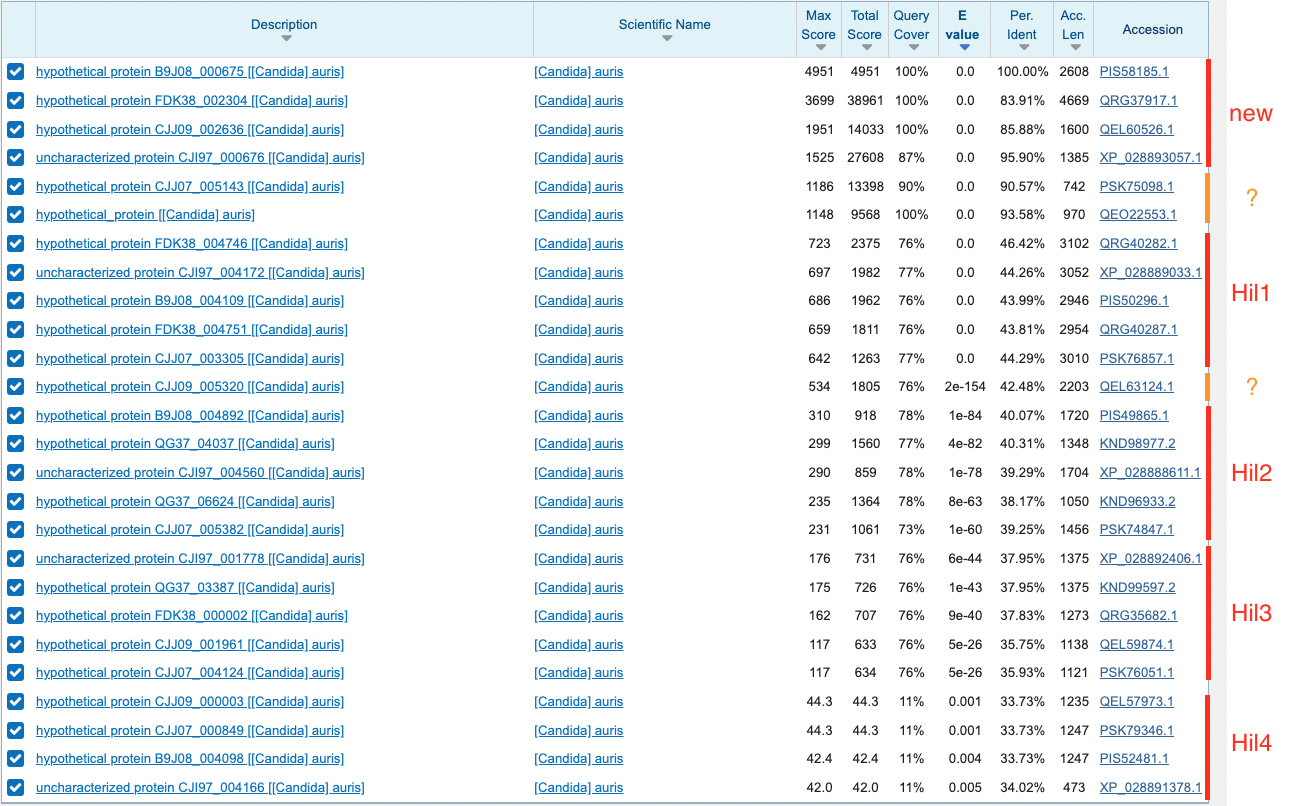 Description Scientific Name Max Score Total Score Query Cover E value Per. Ident Acc. Len Accession
hypothetical protein B9J08_000675 [[Candida] auris] [Candida] auris 4951 4951 100% 0.0 100.00% 2608 PIS58185.1
hypothetical protein FDK38_002304 [[Candida] auris] [Candida] auris 3699 38961 100% 0.0 83.91% 4669 QRG37917.1
new
hypothetical protein CJJ09_002636 [[Candida] auris] [Candida] auris 1951 14033 100% 0.0 85.88% 1600 QEL60526.1
uncharacterized protein CJI97_000676 [[Candida] auris] [Candida] auris 1525 27608 87% 0.0 95.90% 1385 XP_028893057.1
hypothetical protein CJJ07_005143 [[Candida] auris] [Candida] auris 1186 13398 90% 0.0 90.57% 742 PSK75098.1
?
hypothetical_protein [[Candida] auris] [Candida] auris 1148 9568 100% 0.0 93.58% 970 QEO22553.1
hypothetical protein FDK38_004746 [[Candida] auris] [Candida] auris 723 2375 76% 0.0 46.42% 3102 QRG40282.1
uncharacterized protein CJI97_004172 [[Candida] auris] [Candida] auris 697 1982 77% 0.0 44.26% 3052 XP_028889033.1
Hil1
hypothetical protein B9J08_004109 [[Candida] auris] [Candida] auris 686 1962 76% 0.0 43.99% 2946 PIS50296.1
hypothetical protein FDK38_004751 [[Candida] auris] [Candida] auris 659 1811 76% 0.0 43.81% 2954 QRG40287.1
hypothetical protein CJJ07_003305 [[Candida] auris] [Candida] auris 642 1263 77% 0.0 44.29% 3010 PSK76857.1
hypothetical protein CJJ09_005320 [[Candida] auris] [Candida] auris 534 1805 76% 2e-154 42.48% 2203 QEL63124.1
?
hypothetical protein B9J08_004892 [[Candida] auris] [Candida] auris 310 918 78% 1e-84 40.07% 1720 PIS49865.1
hypothetical protein QG37_04037 [[Candida] auris] [Candida] auris 299 1560 77% 4e-82 40.31% 1348 KND98977.2
uncharacterized protein CJI97_004560 [[Candida] auris] [Candida] auris 290 859 78% 1e-78 39.29% 1704 XP_028888611.1
Hil2
hypothetical protein QG37_06624 [[Candida] auris] [Candida] auris 235 1364 78% 8e-63 38.17% 1050 KND96933.2
hypothetical protein CJJ07_005382 [[Candida] auris] [Candida] auris 231 1061 73% 1e-60 39.25% 1456 PSK74847.1
uncharacterized protein CJI97_001778 [[Candida] auris] [Candida] auris 176 731 76% 6e-44 37.95% 1375 XP_028892406.1
hypothetical protein QG37_03387 [[Candida] auris] [Candida] auris 175 726 76% 1e-43 37.95% 1375 KND99597.2
hypothetical protein FDK38_000002 [[Candida] auris] [Candida] auris 162 707 76% 9e-40 37.83% 1273 QRG35682.1
Hil3
hypothetical protein CJJ09_001961 [[Candida] auris] [Candida] auris 117 633 76% 5e-26 35.75% 1138 QEL59874.1
hypothetical protein CJJ07_004124 [[Candida] auris] [Candida] auris 117 634 76% 5e-26 35.93% 1121 PSK76051.1
hypothetical protein CJJ09_000003 [[Candida] auris] [Candida] auris 44.3 44.3 11% 0.001 33.73% 1235 QEL57973.1
hypothetical protein CJJ07_000849 [[Candida] auris] [Candida] auris 44.3 44.3 11% 0.001 33.73% 1247 PSK79346.1
Hil4
hypothetical protein B9J08_004098 [[Candida] auris] [Candida] auris 42.4 42.4 11% 0.004 33.73% 1247 PIS52481.1
uncharacterized protein CJI97_004166 [[Candida] auris] [Candida] auris 42.0 42.0 11% 0.005 34.02% 473 XP_028891378.1